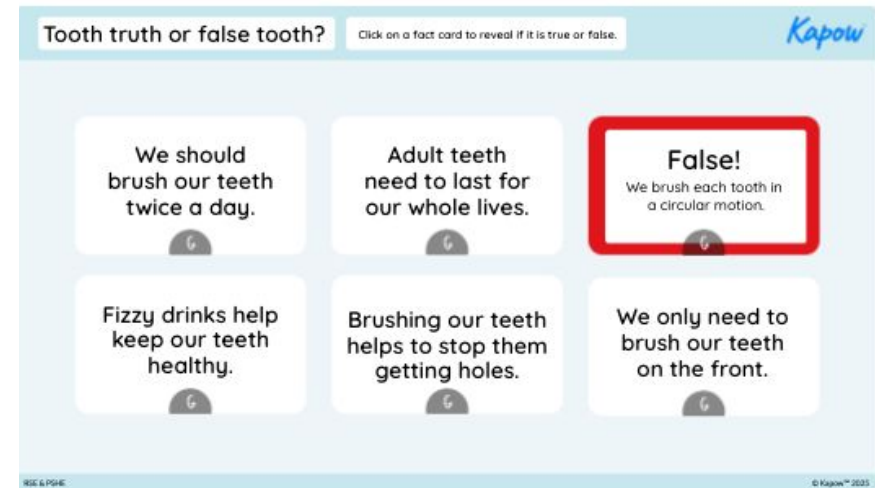 Tooth truth or false tooth?
Click on a fact card to reveal if it is true or false.
Kapow
We should
brush our teeth
twice a day.
Adult teeth
need to last for
our whole lives.
False!
We brush each tooth in
a circular motion.
Fizzy drinks help
keep our teeth
healthy.
Brushing our teeth
helps to stop them
getting holes.
We only need to
brush our teeth
on the front.
RSE & PSHE
© Kapow™ 2025